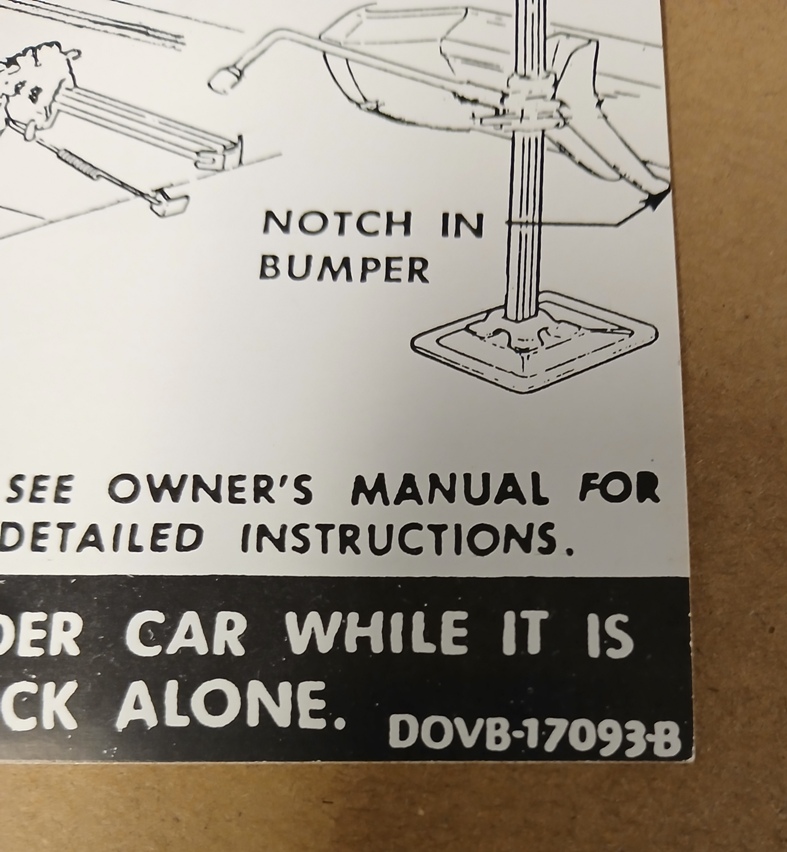 NOTCH IN
BUMPER
SEE OWNER'S MANUAL FOR
DETAILED INSTRUCTIONS.
DER CAR WHILE IT IS
CK ALONE.
DOVB-17093-B